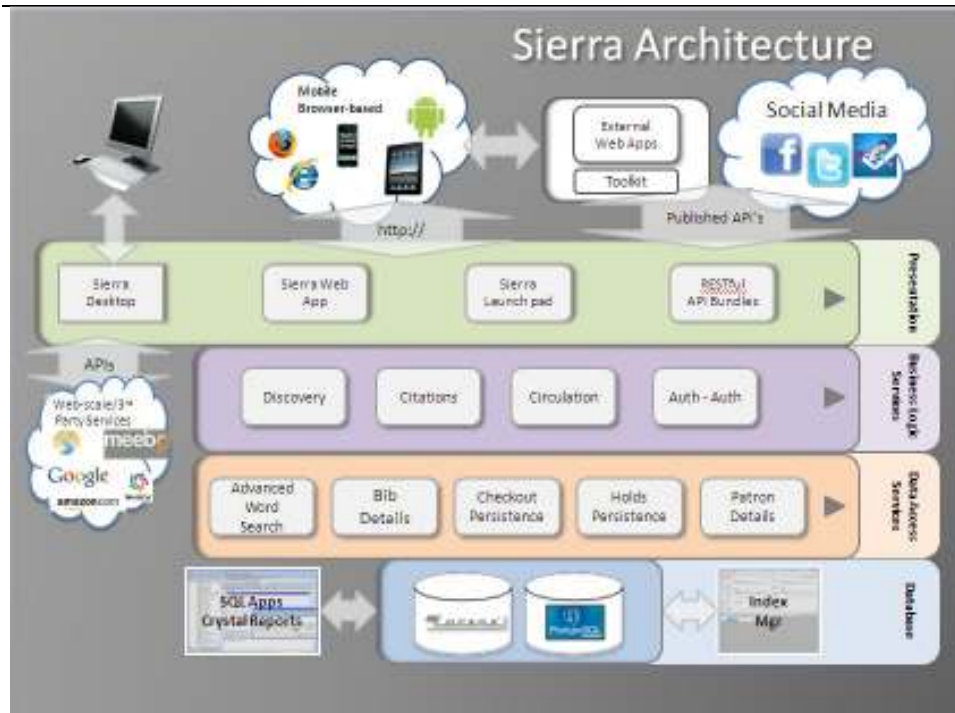 Sierra Architecture
Mobile
Browser-based
External
Web Apps
Toolkit
Social Media
http://
Published API's
Sierra
Desktop
Sierra Web
App
Sierra
Launch pad
RESTful
API Bundles
Presentation
APIs
Web-scale/3rd
Party Services
meebo
Google
amazon.com
Discovery
Citations
Circulation
Auth - Auth
Business Logic
Services
Advanced
Word
Search
Bib
Details
Checkout
Persistence
Holds
Persistence
Patron
Details
Data Access
Services
SQL Apps
Crystal Reports
PostgreSQL
Index
Mgr
Database